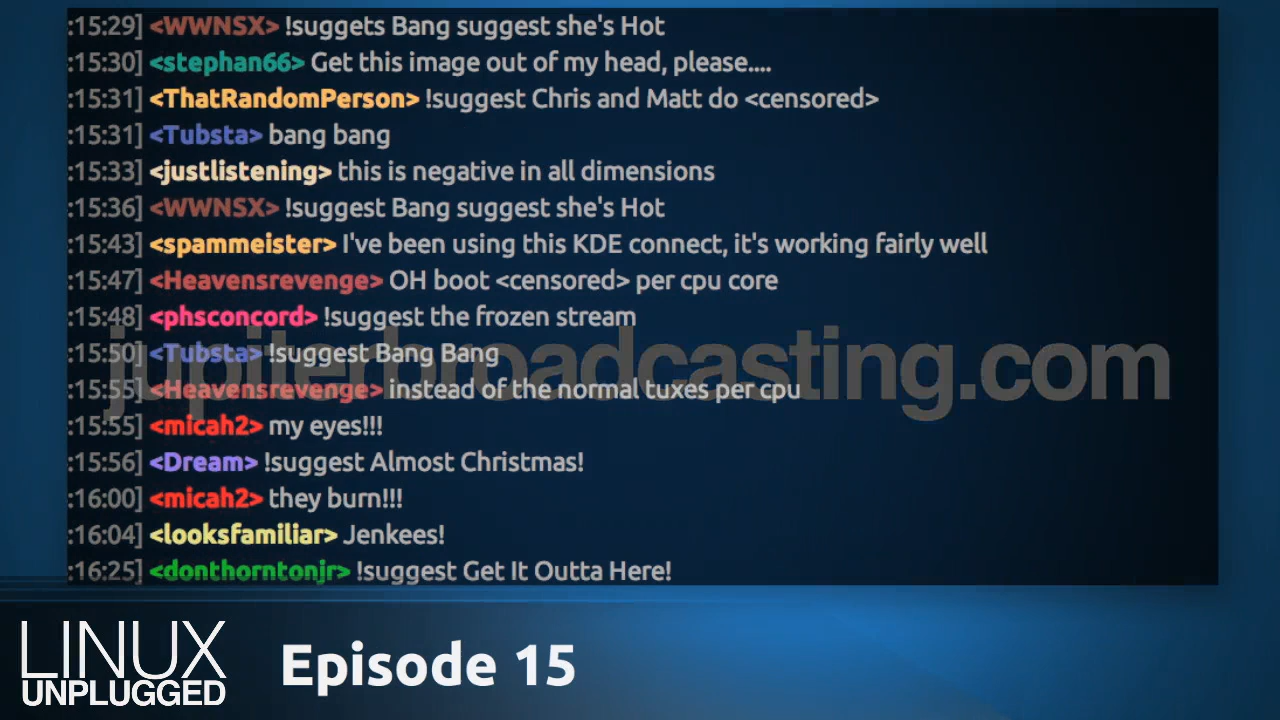 :15:29] <WWNSX> !suggets Bang suggest she's Hot
:15:30] <stephan66> Get this image out of my head, please....
:15:31] <ThatRandomPerson> !suggest Chris and Matt do <censored>
:15:31] <Tubsta> bang bang
:15:33] <justlistening> this is negative in all dimensions
:15:36] <WWNSX> !suggest Bang suggest she's Hot
:15:43] <spammeister> I've been using this KDE connect, it's working fairly well
:15:47] <Heavensrevenge> OH boot <censored> per cpu core
:15:48] <phsconcord> !suggest the frozen stream
:15:50] <Tubsta> !suggest Bang Bang
jupiterbroadcasting.com
:15:55] <Heavensrevenge> instead of the normal tuxes per cpu
:15:55] <micah2> my eyes!!!
:15:56] <Dream> !suggest Almost Christmas!
:16:00] <micah2> they burn!!!
:16:04] <looksfamiliar> Jenkees!
:16:25] <donthorntonjr> !suggest Get It Outta Here!
LINUX
UNPLUGGED
Episode 15